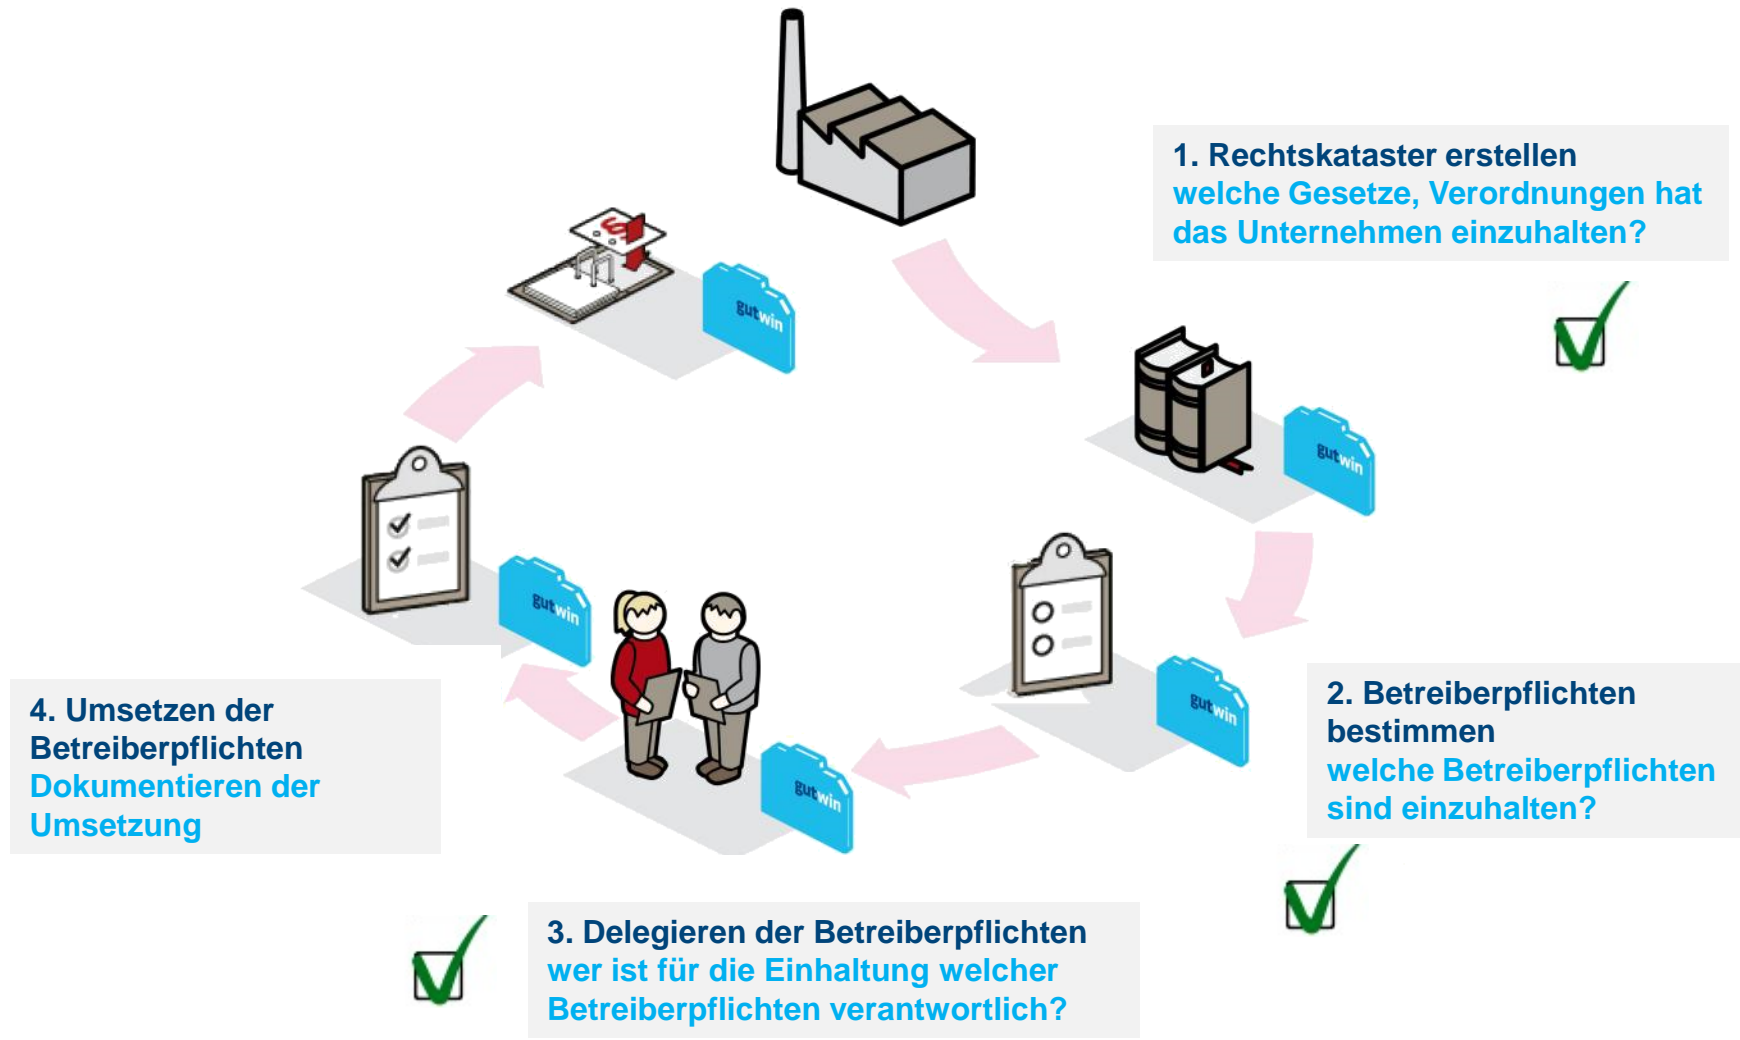 1. Rechtskataster erstellen
welche Gesetze, Verordnungen hat
das Unternehmen einzuhalten?
§
gutwin
gutwin
gutwin
gutwin
gutwin
2. Betreiberpflichten
bestimmen
welche Betreiberpflichten
sind einzuhalten?
4. Umsetzen der
Betreiberpflichten
Dokumentieren der
Umsetzung
3. Delegieren der Betreiberpflichten
wer ist für die Einhaltung welcher
Betreiberpflichten verantwortlich?